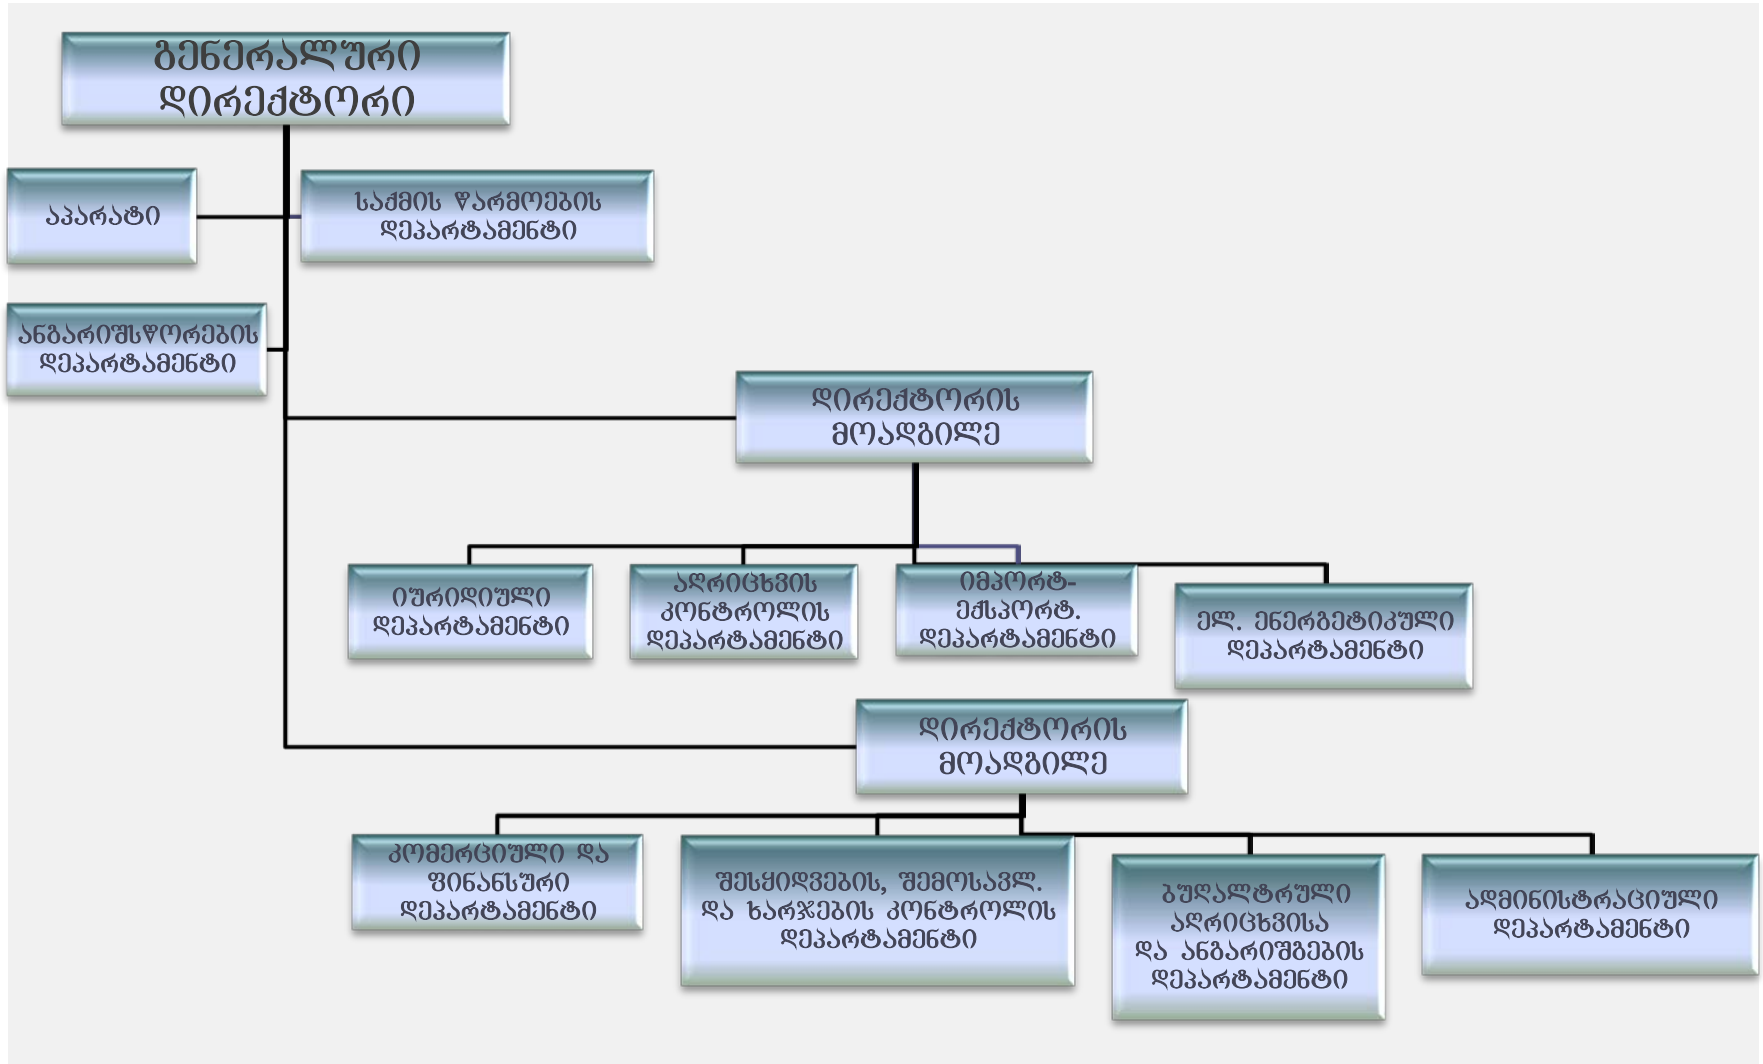 გენერალური
დირექტორი
აპარატი
საქმის წარმოების
დეპარტამენტი
ანგარიშსწორების
დეპარტამენტი
დირექტორის
მოადგილე
იურიდიული
დეპარტამენტი
აღრიცხვის
კონტროლის
დეპარტამენტი
იმპორტ-
ექსპორტ.
დეპარტამენტი
ელ. ენერგეტიკული
დეპარტამენტი
დირექტორის
მოადგილე
კომერციული და
ფინანსური
დეპარტამენტი
შესყიდვების, შემოსავლ.
და ხარჯების კონტროლის
დეპარტამენტი
ბუღალტრული
აღრიცხვისა
და ანგარიშგების
დეპარტამენტი
ადმინისტრაციული
დეპარტამენტი